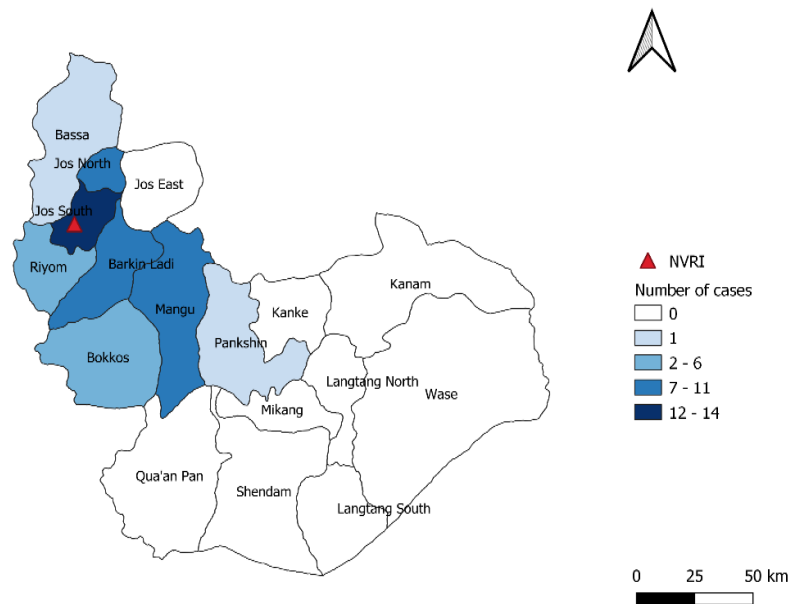 Bassa
Jos North
Jos East
Jos South
Riyom
Barkin Ladi
Kanam
Mangu
Kanke
Pankshin
Bokkos
Langtang North
Wase
Mikang
Qua'an Pan
Shendam
Langtang South
NVRI
Number of cases
0
1
2 - 6
7 - 11
12 - 14
0 25 50 km